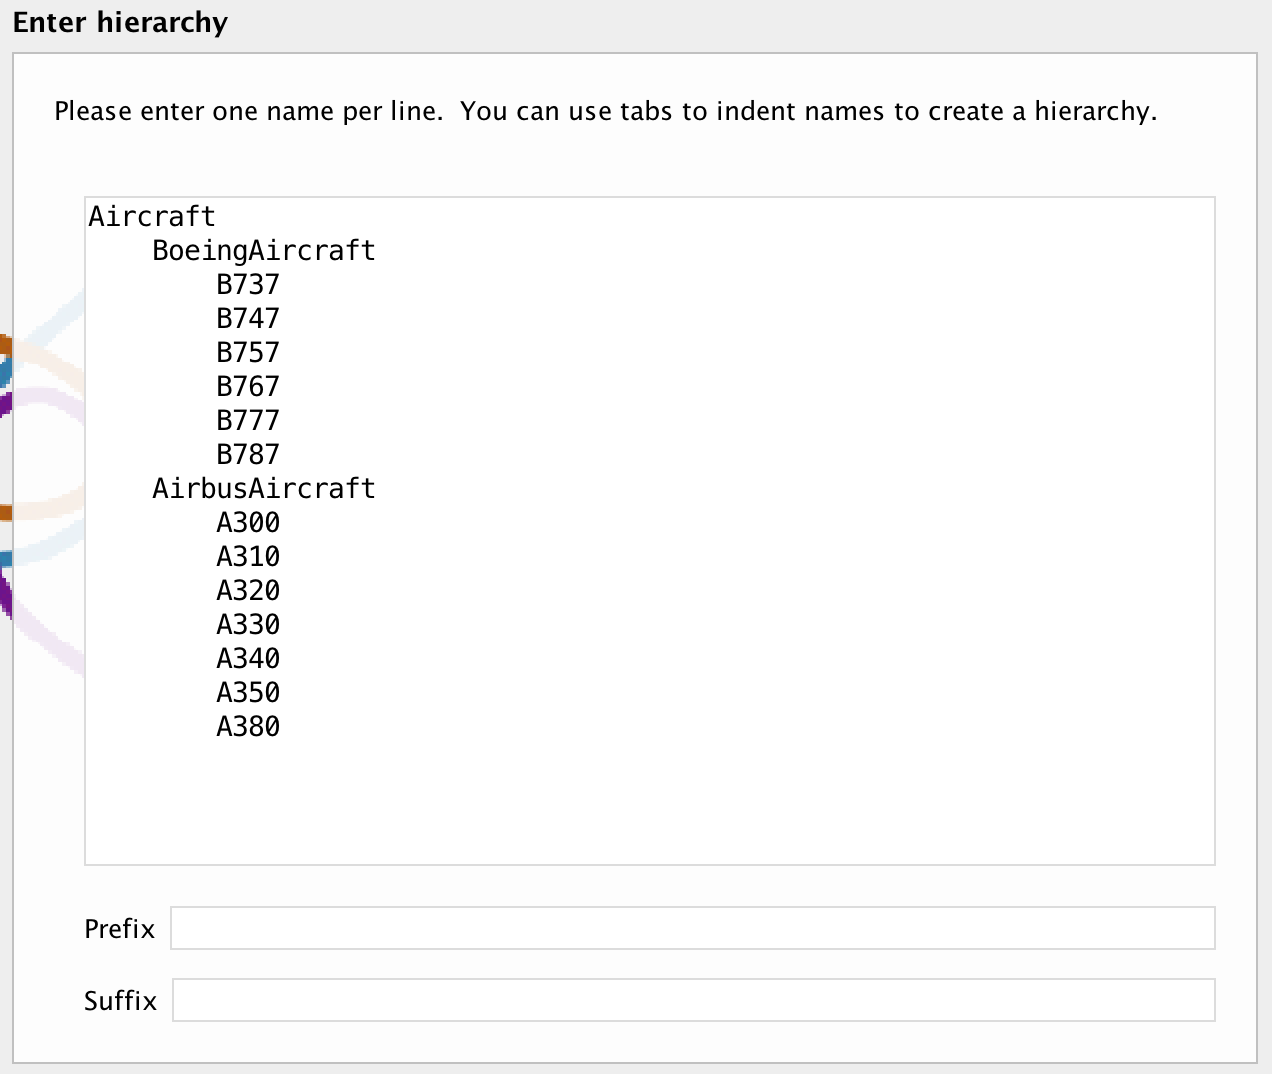 Enter hierarchy
Please enter one name per line.  You can use tabs to indent names to create a hierarchy.
Aircraft
    BoeingAircraft
        B737
        B747
        B757
        B767
        B777
        B787
    AirbusAircraft
        A300
        A310
        A320
        A330
        A340
        A350
        A380
Prefix
Suffix